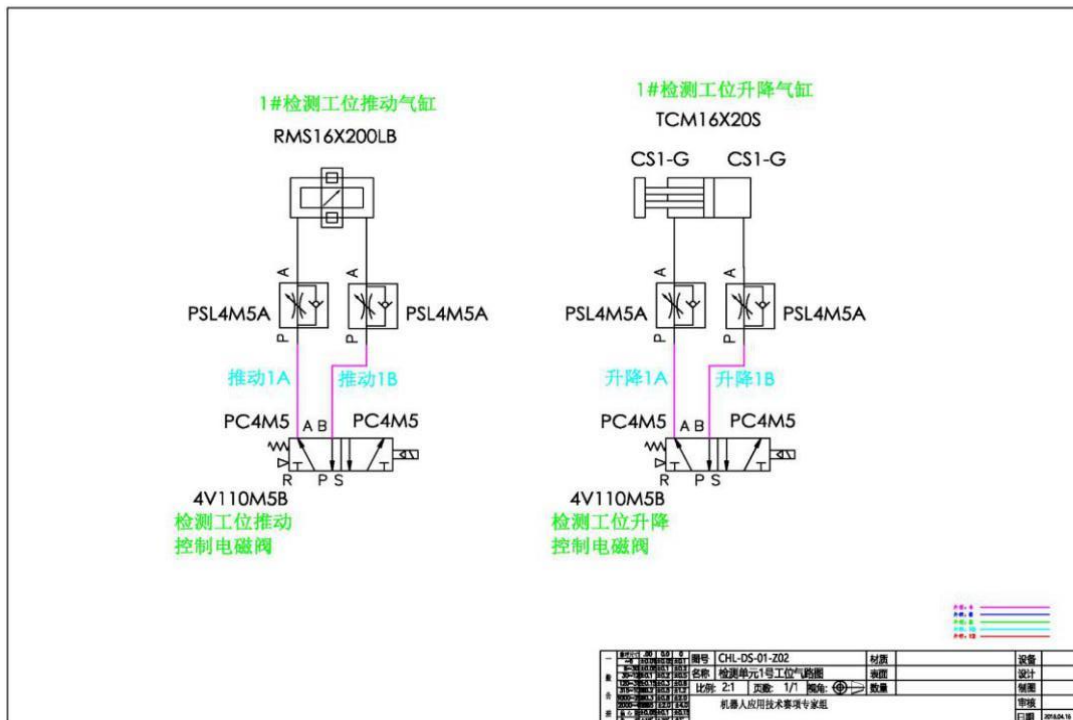 1#检测工位推动气缸
RMS16X200LB
1#检测工位升降气缸
TCM16X20S
CS1-G
CS1-G
A
A
PSL4M5A
PSL4M5A
P
P
推动1A
推动1B
PC4M5
A B
PC4M5
R
P S
4V110M5B
检测工位推动
控制电磁阀
A
A
PSL4M5A
PSL4M5A
P
P
升降1A
升降1B
PC4M5
A B
PC4M5
R
P S
4V110M5B
检测工位升降
控制电磁阀
图号 CHL-DS-01-Z02 材质 设备
名称 检测单元1号工位气路图 表面 设计
比例: 2:1 页数: 1/1 视角: 数量 制图
机器人应用技术赛项专家组 审核
日期